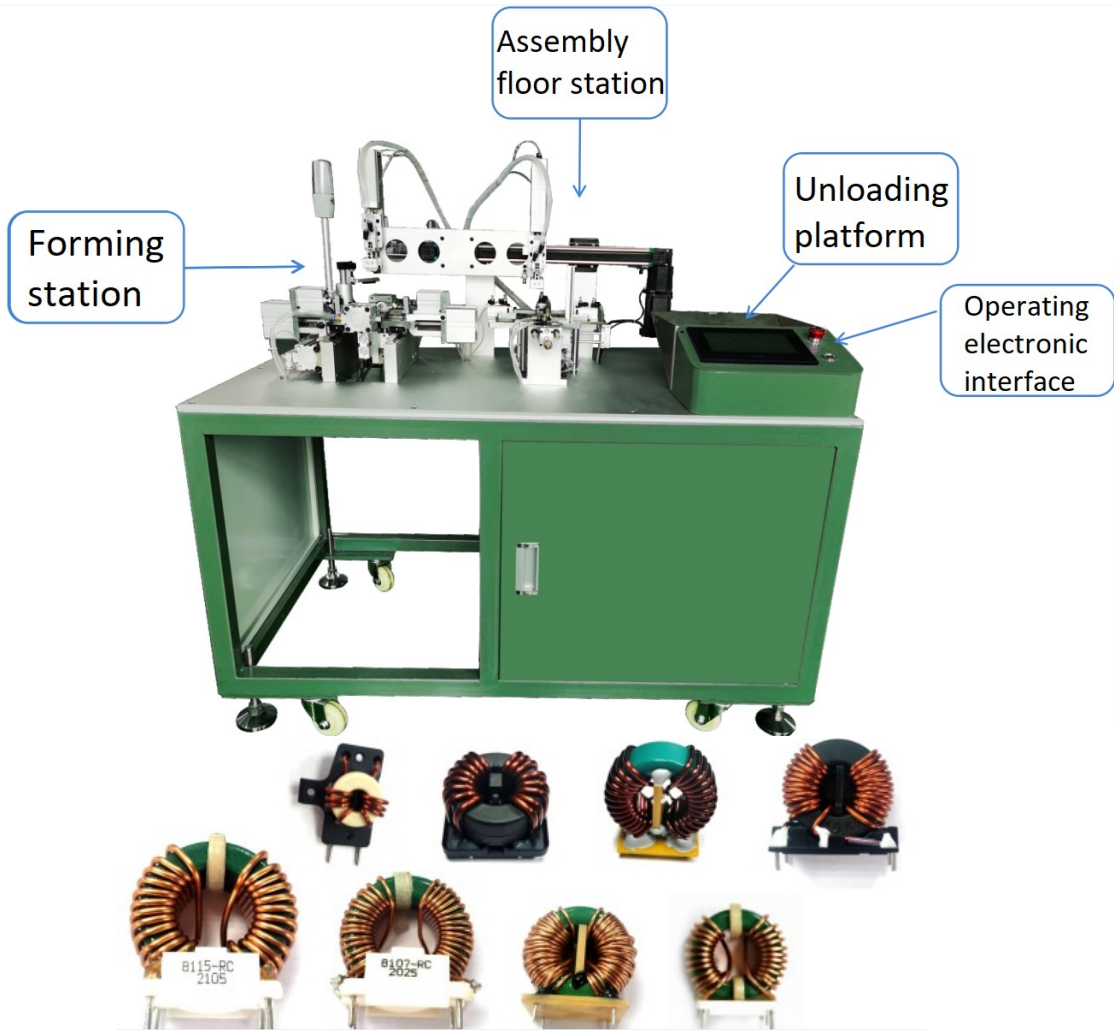 Assembly
floor station
Unloading
platform
Forming
station
Operating
electronic
interface
8115-RC
2105
8107-RC
2025